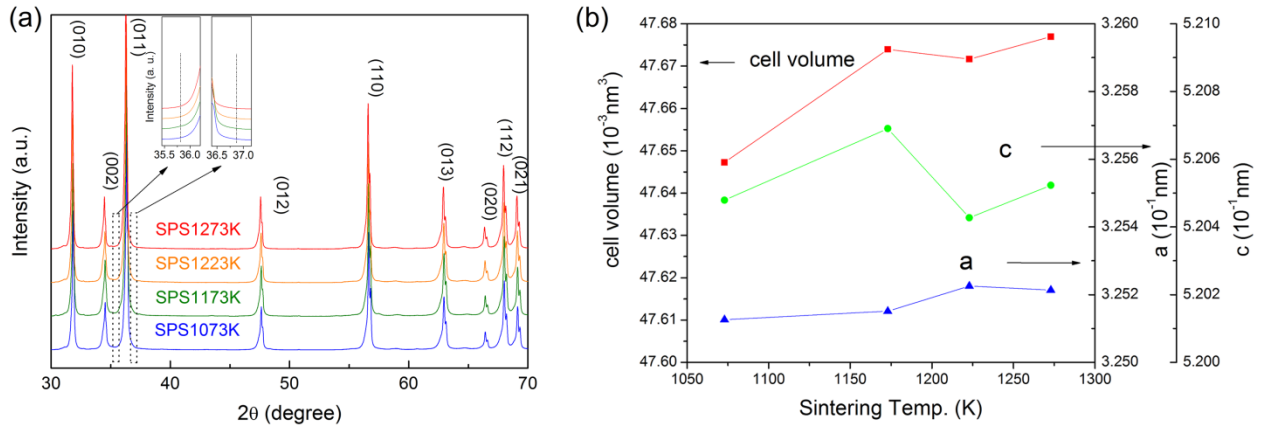 (a)
Intensity (a.u.)
(010)
(002)
(011)
Intensity (a. u.)
35.5 36.0 36.5 37.0
(012)
(110)
(013)
(020)
(112)
(021)
SPS1273K
SPS1223K
SPS1173K
SPS1073K
30 40 50 60 70
2θ (degree)
(b)
cell volume (10⁻³nm³)
47.68
47.67
47.66
47.65
47.64
47.63
47.62
47.61
47.60
cell volume
c
a
1050 1100 1150 1200 1250 1300
Sintering Temp. (K)
3.260
3.258
3.256
3.254
3.252
3.250
a (10⁻¹nm)
5.210
5.208
5.206
5.204
5.202
5.200
c (10⁻¹nm)